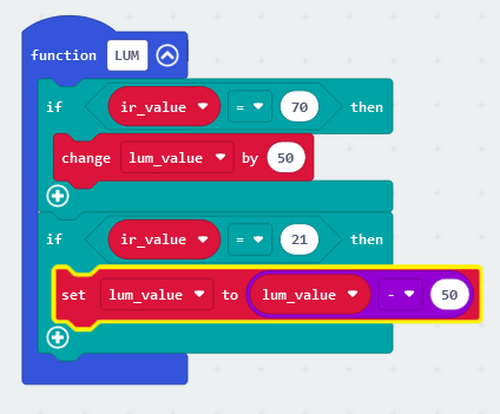 function LUM
if ir_value = 70 then
change lum_value by 50
if ir_value = 21 then
set lum_value to lum_value - 50